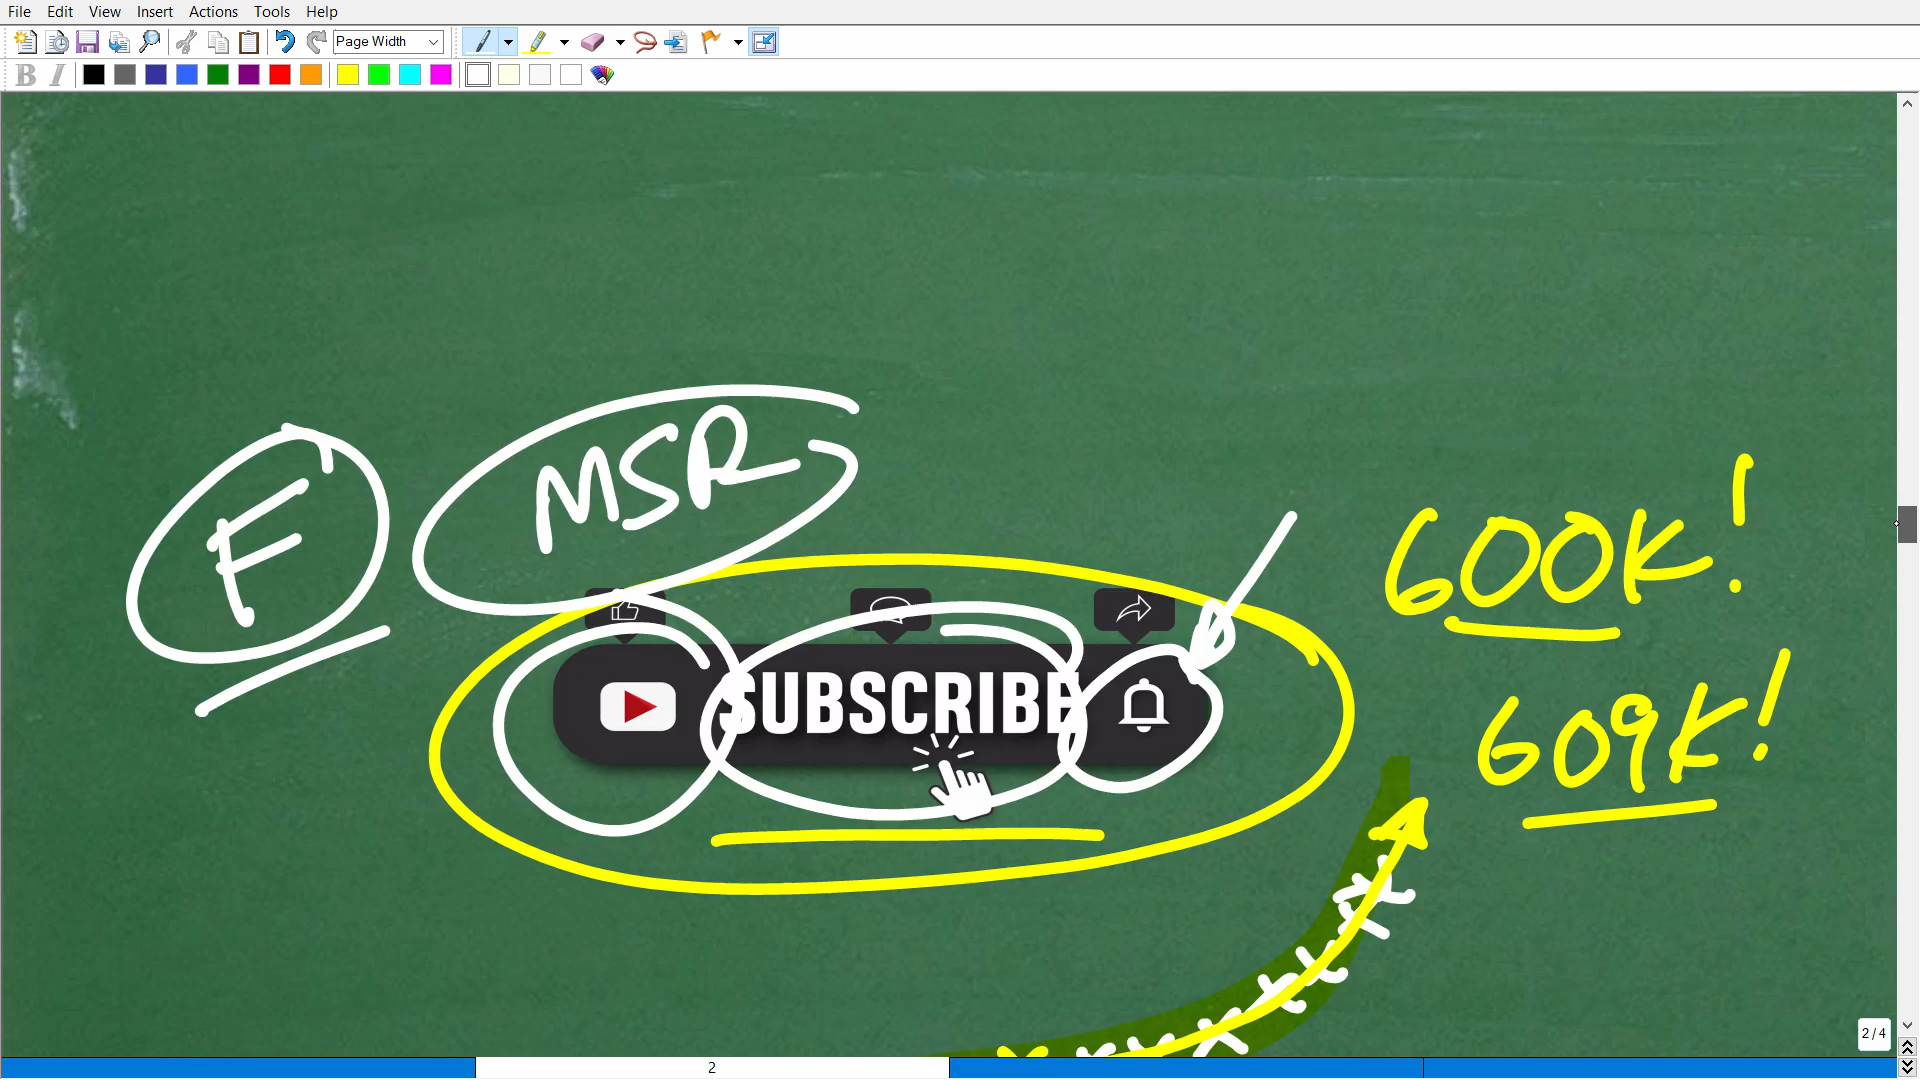 File Edit View Insert Actions Tools Help
Page Width
B I
F MSR
600K!
SUBSCRIBE
609K!
2 / 4
2